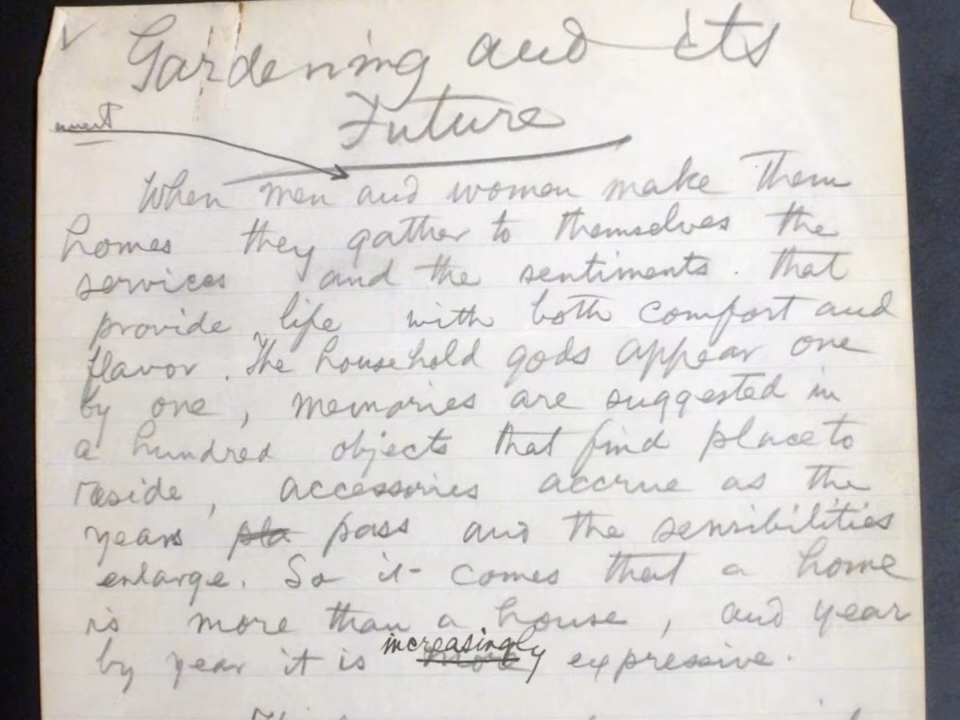 Gardening and its
Future
insert
When men and women make them
homes they gather to themselves the
services and the sentiments that
provide life with both comfort and
flavor. The household gods appear one
by one, memories are suggested in
a hundred objects that find place to
reside, accessories accrue as the
years pla pass and the sensibilities
enlarge. So it comes that a home
is more than a house, and year
by year it is more increasingly expressive.